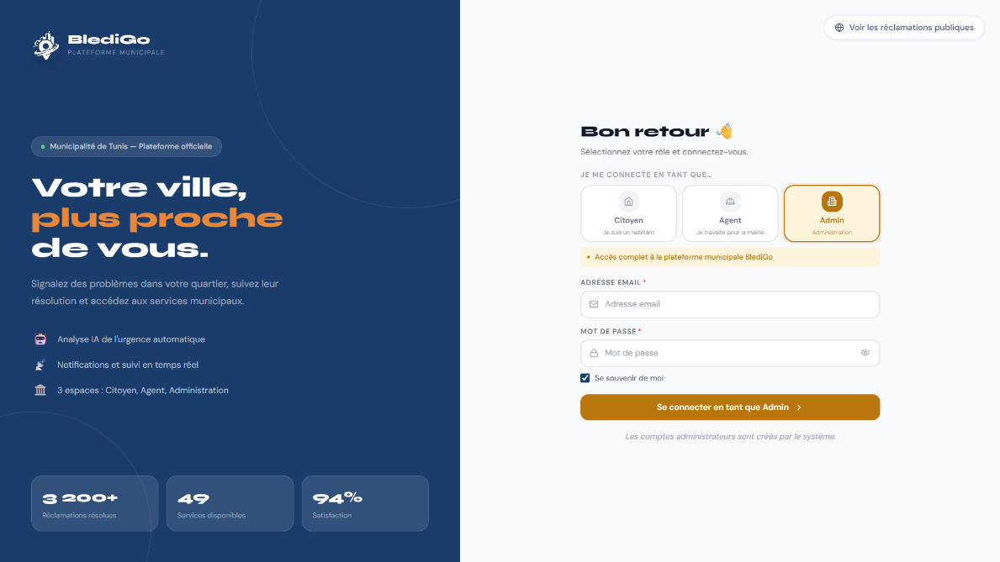 BlediGo
PLATEFORME MUNICIPALE
Municipalité de Tunis — Plateforme officielle
Votre ville,
plus proche
de vous.
Signalez des problèmes dans votre quartier, suivez leur
résolution et accédez aux services municipaux.
Analyse IA de l'urgence automatique
Notifications et suivi en temps réel
3 espaces : Citoyen, Agent, Administration
3 200+
Réclamations résolues
49
Services disponibles
94%
Satisfaction
Voir les réclamations publiques
Bon retour 👋
Sélectionnez votre rôle et connectez-vous.
JE ME CONNECTE EN TANT QUE…
Citoyen
Je suis un habitant
Agent
Je travaille pour la mairie
Admin
Administration
• Accès complet à la plateforme municipale BlediGo
ADRESSE EMAIL *
Adresse email
MOT DE PASSE *
Mot de passe
Se souvenir de moi
Se connecter en tant que Admin
Les comptes administrateurs sont créés par le système.